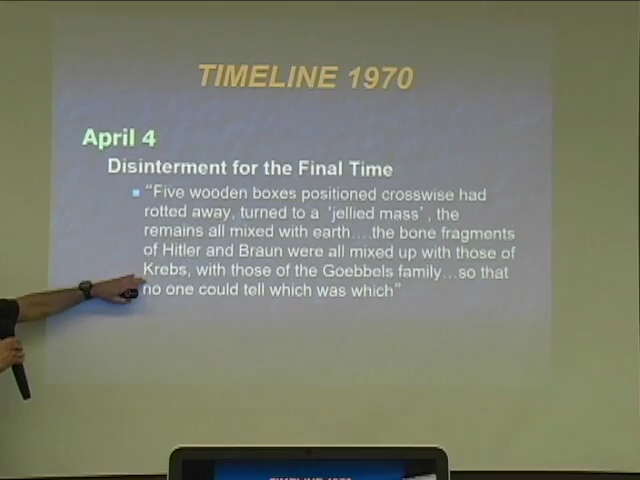 TIMELINE 1970
April 4
Disinterment for the Final Time
"Five wooden boxes positioned crosswise had
rotted away, turned to a 'jellied mass', the
remains all mixed with earth....the bone fragments
of Hitler and Braun were all mixed up with those of
Krebs, with those of the Goebbels family...so that
no one could tell which was which"
TIMELINE 1970